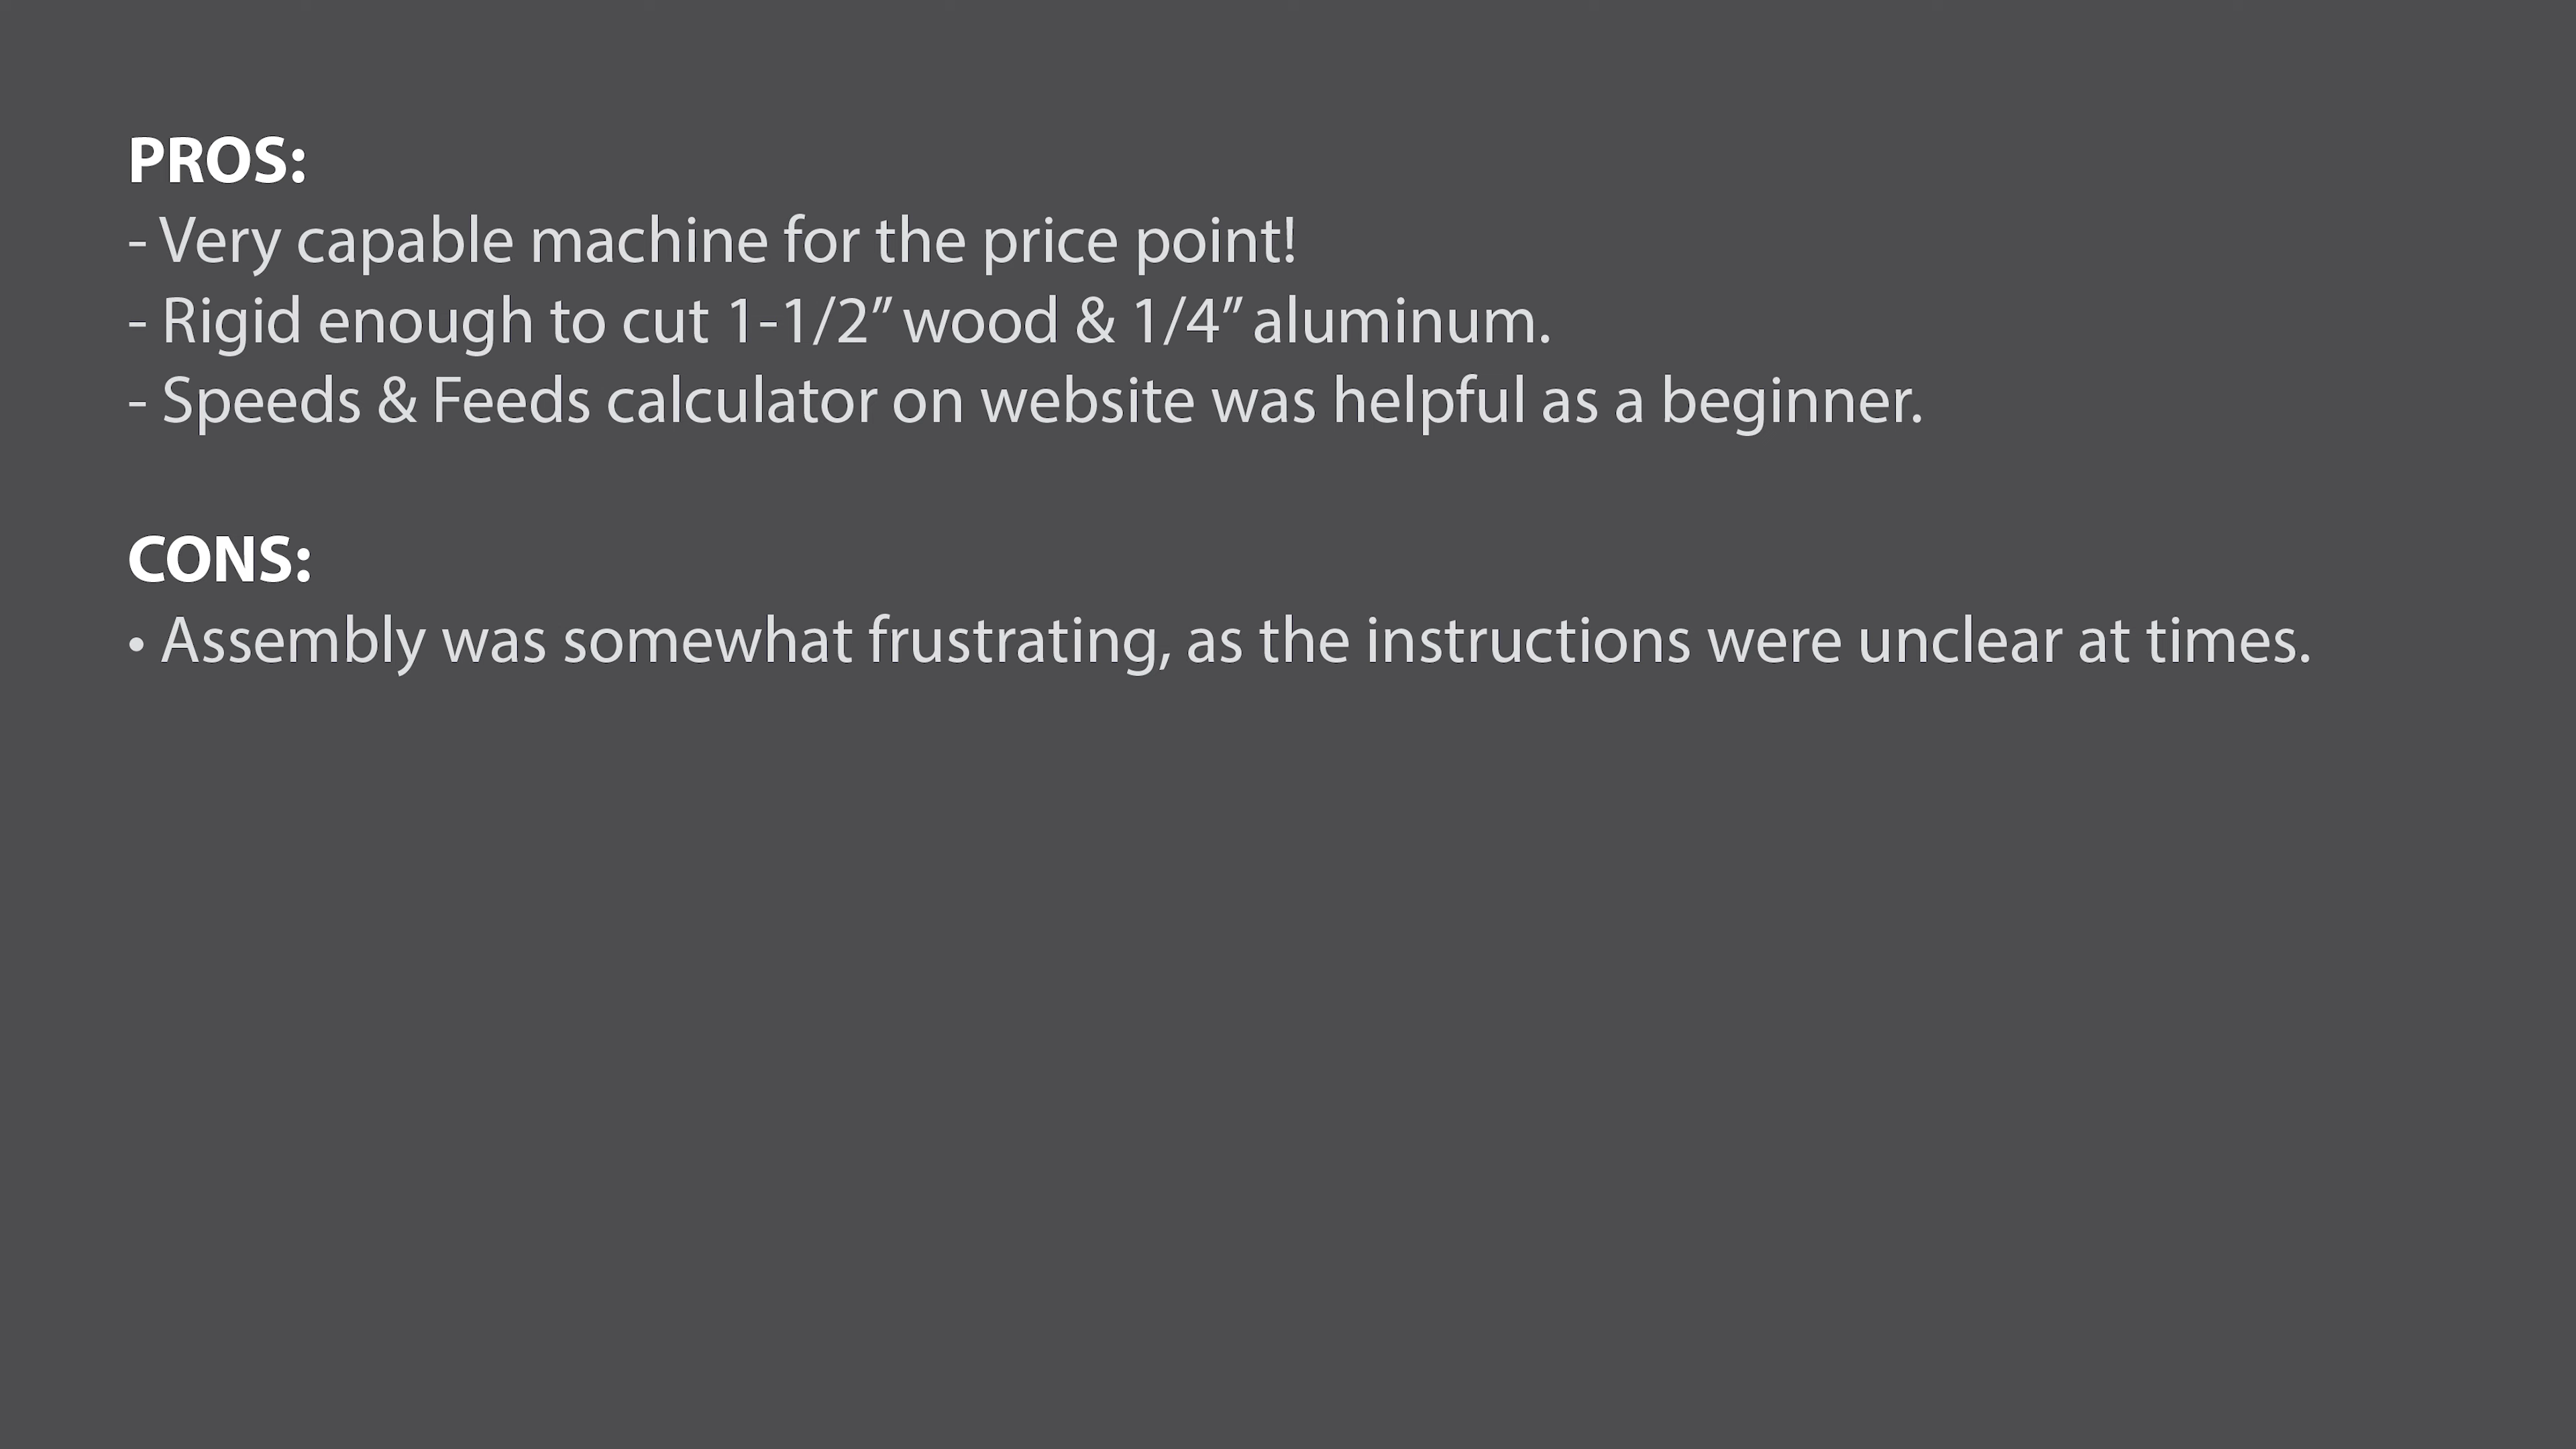 PROS:
- Very capable machine for the price point!
- Rigid enough to cut 1-1/2” wood & 1/4” aluminum.
- Speeds & Feeds calculator on website was helpful as a beginner.
CONS:
• Assembly was somewhat frustrating, as the instructions were unclear at times.